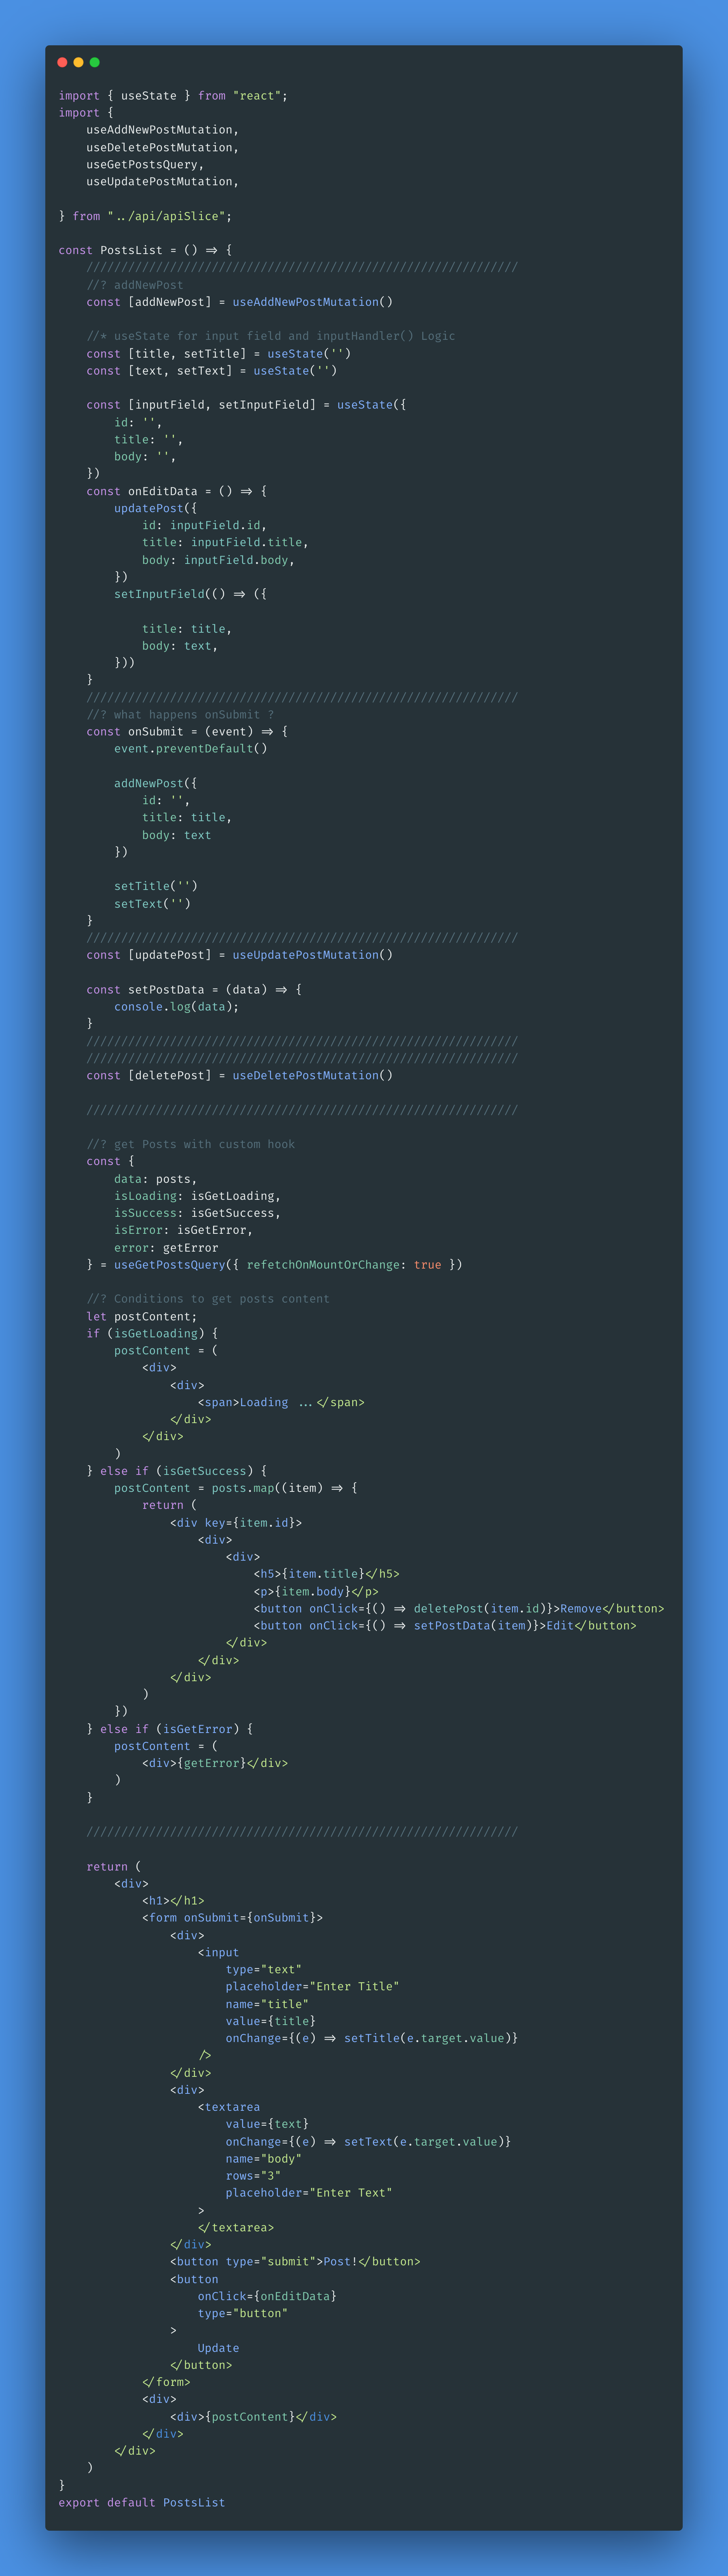 import { useState } from "react";
import {
    useAddNewPostMutation,
    useDeletePostMutation,
    useGetPostsQuery,
    useUpdatePostMutation,

} from "../api/apiSlice";

const PostsList = () => {
    //////////////////////////////////////////////////////////////
    //? addNewPost
    const [addNewPost] = useAddNewPostMutation()

    //* useState for input field and inputHandler() Logic
    const [title, setTitle] = useState('')
    const [text, setText] = useState('')

    const [inputField, setInputField] = useState({
        id: '',
        title: '',
        body: '',
    })
    const onEditData = () => {
        updatePost({
            id: inputField.id,
            title: inputField.title,
            body: inputField.body,
        })
        setInputField(() => ({

            title: title,
            body: text,
        }))
    }
    //////////////////////////////////////////////////////////////
    //? what happens onSubmit ?
    const onSubmit = (event) => {
        event.preventDefault()

        addNewPost({
            id: '',
            title: title,
            body: text
        })

        setTitle('')
        setText('')
    }
    //////////////////////////////////////////////////////////////
    const [updatePost] = useUpdatePostMutation()

    const setPostData = (data) => {
        console.log(data);
    }
    //////////////////////////////////////////////////////////////
    //////////////////////////////////////////////////////////////
    const [deletePost] = useDeletePostMutation()

    //////////////////////////////////////////////////////////////

    //? get Posts with custom hook
    const {
        data: posts,
        isLoading: isGetLoading,
        isSuccess: isGetSuccess,
        isError: isGetError,
        error: getError
    } = useGetPostsQuery({ refetchOnMountOrChange: true })

    //? Conditions to get posts content
    let postContent;
    if (isGetLoading) {
        postContent = (
            <div>
                <div>
                    <span>Loading ...</span>
                </div>
            </div>
        )
    } else if (isGetSuccess) {
        postContent = posts.map((item) => {
            return (
                <div key={item.id}>
                    <div>
                        <div>
                            <h5>{item.title}</h5>
                            <p>{item.body}</p>
                            <button onClick={() => deletePost(item.id)}>Remove</button>
                            <button onClick={() => setPostData(item)}>Edit</button>
                        </div>
                    </div>
                </div>
            )
        })
    } else if (isGetError) {
        postContent = (
            <div>{getError}</div>
        )
    }

    //////////////////////////////////////////////////////////////

    return (
        <div>
            <h1></h1>
            <form onSubmit={onSubmit}>
                <div>
                    <input
                        type="text"
                        placeholder="Enter Title"
                        name="title"
                        value={title}
                        onChange={(e) => setTitle(e.target.value)}
                    />
                </div>
                <div>
                    <textarea
                        value={text}
                        onChange={(e) => setText(e.target.value)}
                        name="body"
                        rows="3"
                        placeholder="Enter Text"
                    >
                    </textarea>
                </div>
                <button type="submit">Post!</button>
                <button
                    onClick={onEditData}
                    type="button"
                >
                    Update
                </button>
            </form>
            <div>
                <div>{postContent}</div>
            </div>
        </div>
    )
}
export default PostsList